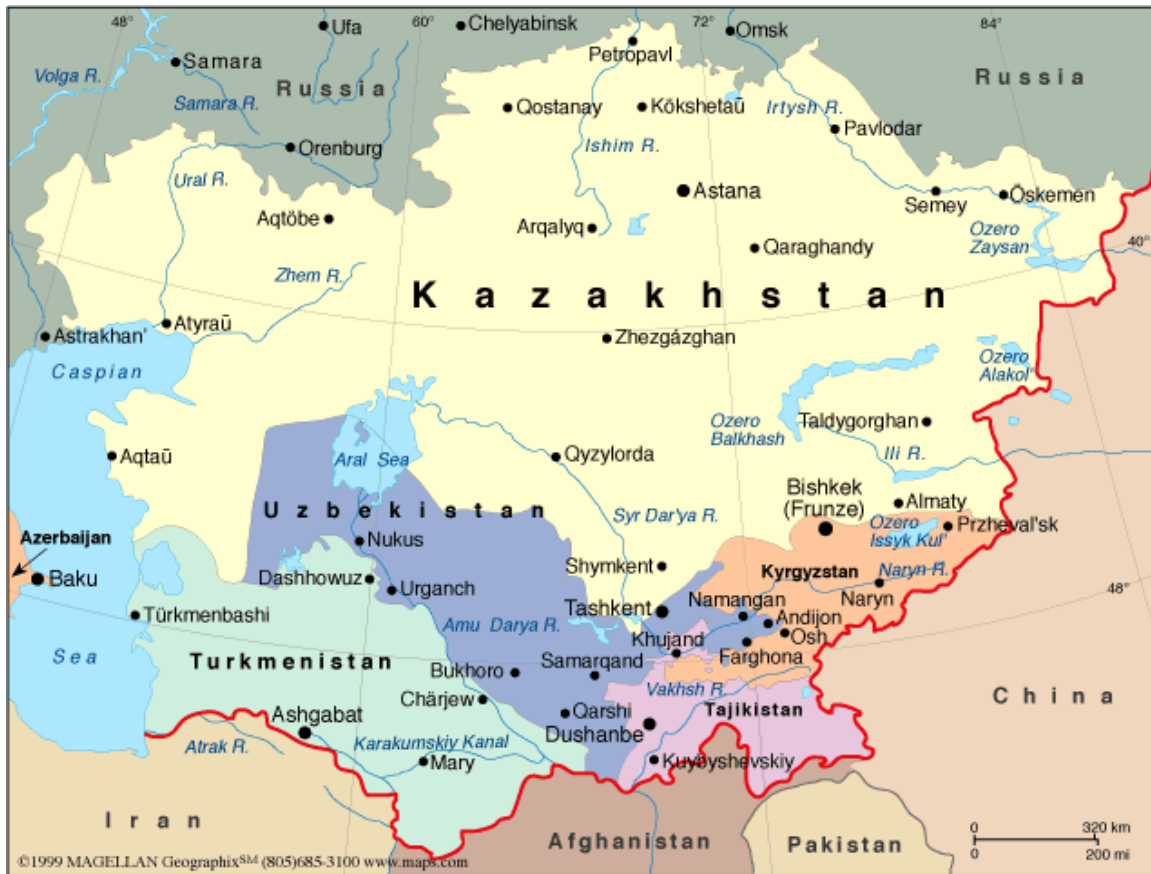 48°
60°
72°
84°
Ufa
Chelyabinsk
Omsk
Petropavl
Samara
Volga R.
Russia
Russia
Samara R.
Qostanay
Kökshetaū
Irtysh R.
Pavlodar
Orenburg
Ishim R.
Ural R.
Astana
Semey
Öskemen
Aqtöbe
Arqalyq
Ozero
Zaysan
Qaraghandy
40°
Zhem R.
Kazakhstan
Atyraū
Astrakhan'
Zhezgázghan
Caspian
Ozero
Alakol'
Ozero
Balkhash
Taldygorghan
Aral Sea
Qyzylorda
Ili R.
Aqtaū
Bishkek
(Frunze)
Almaty
Uzbekistan
Syr Dar'ya R.
Ozero
Issyk Kul'
Przheval'sk
Azerbaijan
Nukus
Baku
Dashhowuz
Shymkent
Kyrgyzstan
Naryn R.
Urganch
Naryn
48°
Türkmenbashi
Tashkent
Namangan
Andijon
Amu Darya R.
Khujand
Osh
Sea
Farghona
Turkmenistan
Samarqand
Bukhoro
Vakhsh R.
China
Chärjew
Qarshi
Tajikistan
Ashgabat
Dushanbe
Atrak R.
Karakumskiy Kanal
Mary
Kuybyshevskiy
Iran
Afghanistan
Pakistan
0 320 km
0 200 mi
©1999 MAGELLAN Geographix℠ (805)685-3100 www.maps.com